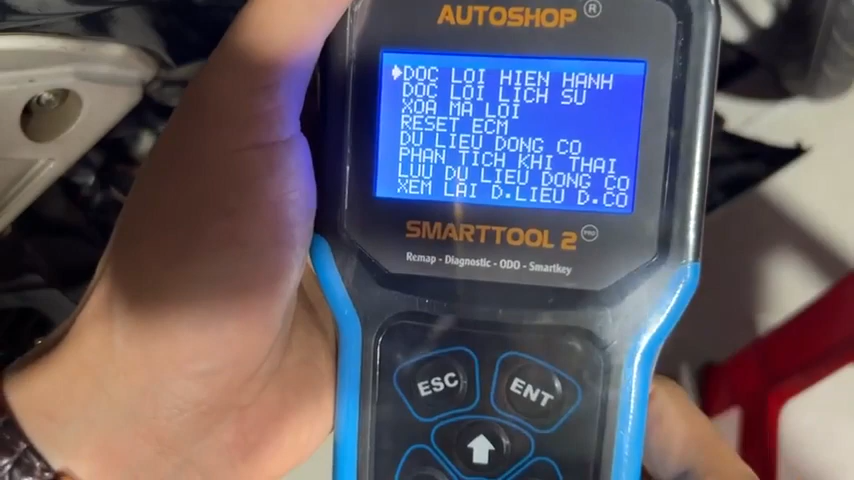 AUTOSHOP ®
DOC LOI HIEN HANH
DOC LOI LICH SU
XOA MA LOI
RESET ECM
DU LIEU DONG CO
PHAN TICH KHI THAI
LUU DU LIEU DONG CO
XEM LAI D.LIEU D.CO
SMARTTOOL 2 PRO
Remap - Diagnostic - ODO - Smartkey
ESC
ENT